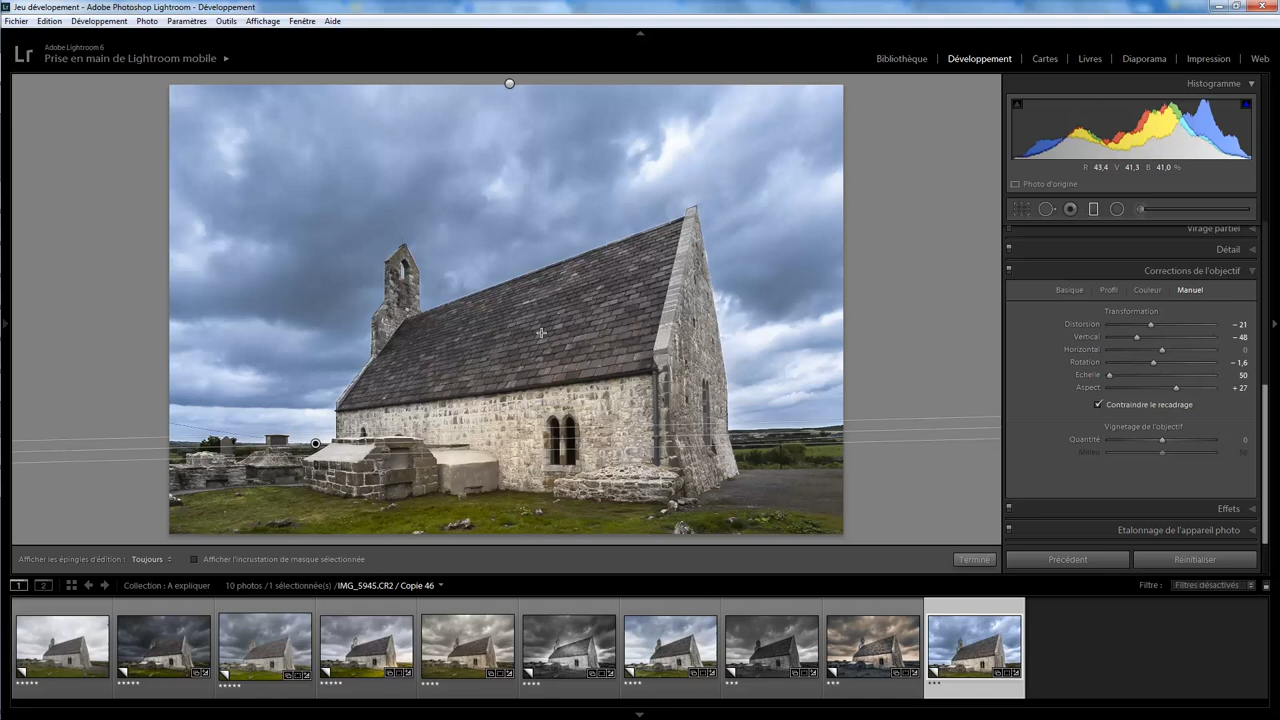 Jeu dévelopement - Adobe Photoshop Lightroom - Développement
Fichier Edition Développement Photo Paramètres Outils Affichage Fenêtre Aide
Lr
Adobe Lightroom 6
Prise en main de Lightroom mobile
Bibliothèque Développement Cartes Livres Diaporama Impression Web
Histogramme
R 43,4 V 41,3 B 41,0 %
Photo d'origine
Virage partiel
Détail
Corrections de l'objectif
Basique Profil Couleur Manuel
Transformation
Distorsion - 21
Vertical - 48
Horizontal 0
Rotation - 1,6
Echelle 50
Aspect + 27
Contraindre le recadrage
Vignetage de l'objectif
Quantité 0
Milieu 50
Effets
Etalonnage de l'appareil photo
Afficher les épingles d'édition : Toujours Afficher l'incrustation de masque sélectionnée Terminé
Précédent Réinitialiser
1 2 Collection : A expliquer 10 photos /1 sélectionnée(s) /IMG_5945.CR2 / Copie 46 Filtre : Filtres désactivés